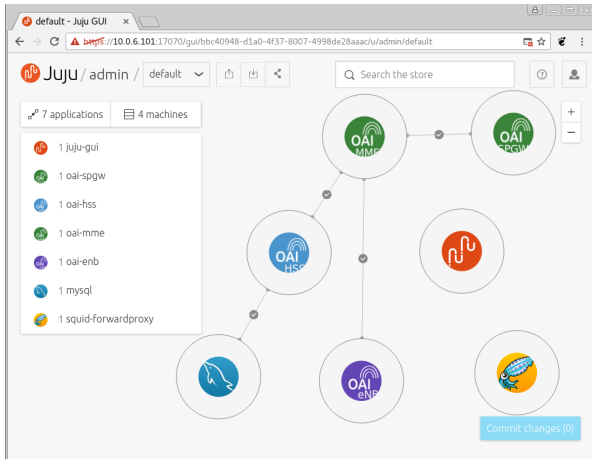 default - Juju GUI
https://10.0.6.101:17070/gui/bbc40948-d1a0-4f37-8007-4998de28aaac/u/admin/default
JUJU / admin / default
Search the store
7 applications
4 machines
1 juju-gui
1 oai-spgw
1 oai-hss
1 oai-mme
1 oai-enb
1 mysql
1 squid-forwardproxy
OAI
MME
OAI
SPGW
OAI
HSS
OAI
eNB
Commit changes (0)